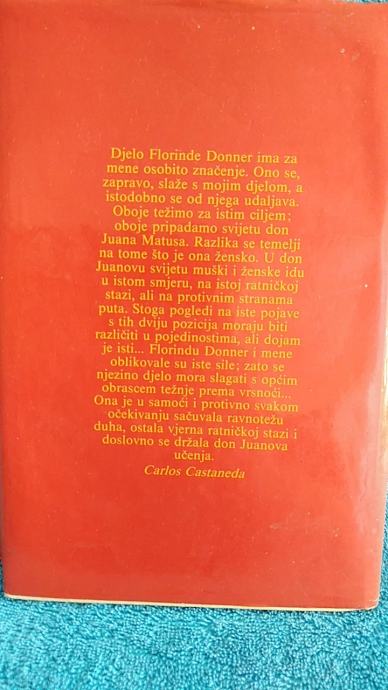 Djelo Florinde Donner ima za
mene osobito značenje. Ono se,
zapravo, slaže s mojim djelom, a
istodobno se od njega udaljava.
Oboje težimo za istim ciljem;
oboje pripadamo svijetu don
Juana Matusa. Razlika se temelji
na tome što je ona žensko. U don
Juanovu svijetu muški i ženske idu
u istom smjeru, na istoj ratničkoj
stazi, ali na protivnim stranama
puta. Stoga pogledi na iste pojave
s tih dviju pozicija moraju biti
različiti u pojedinostima, ali dojam
je isti... Florindu Donner i mene
oblikovale su iste sile; zato se
njezino djelo mora slagati s općim
obrascem težnje prema vrsnoći...
Ona je u samoći i protivno svakom
očekivanju sačuvala ravnotežu
duha, ostala vjerna ratničkoj stazi i
doslovno se držala don Juanova
učenja.
Carlos Castaneda